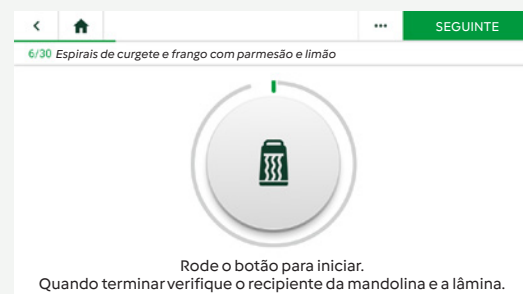 SEGUINTE
6/30 Espirais de curgete e frango com parmesão e limão
Rode o botão para iniciar.
Quando terminar verifique o recipiente da mandolina e a lâmina.